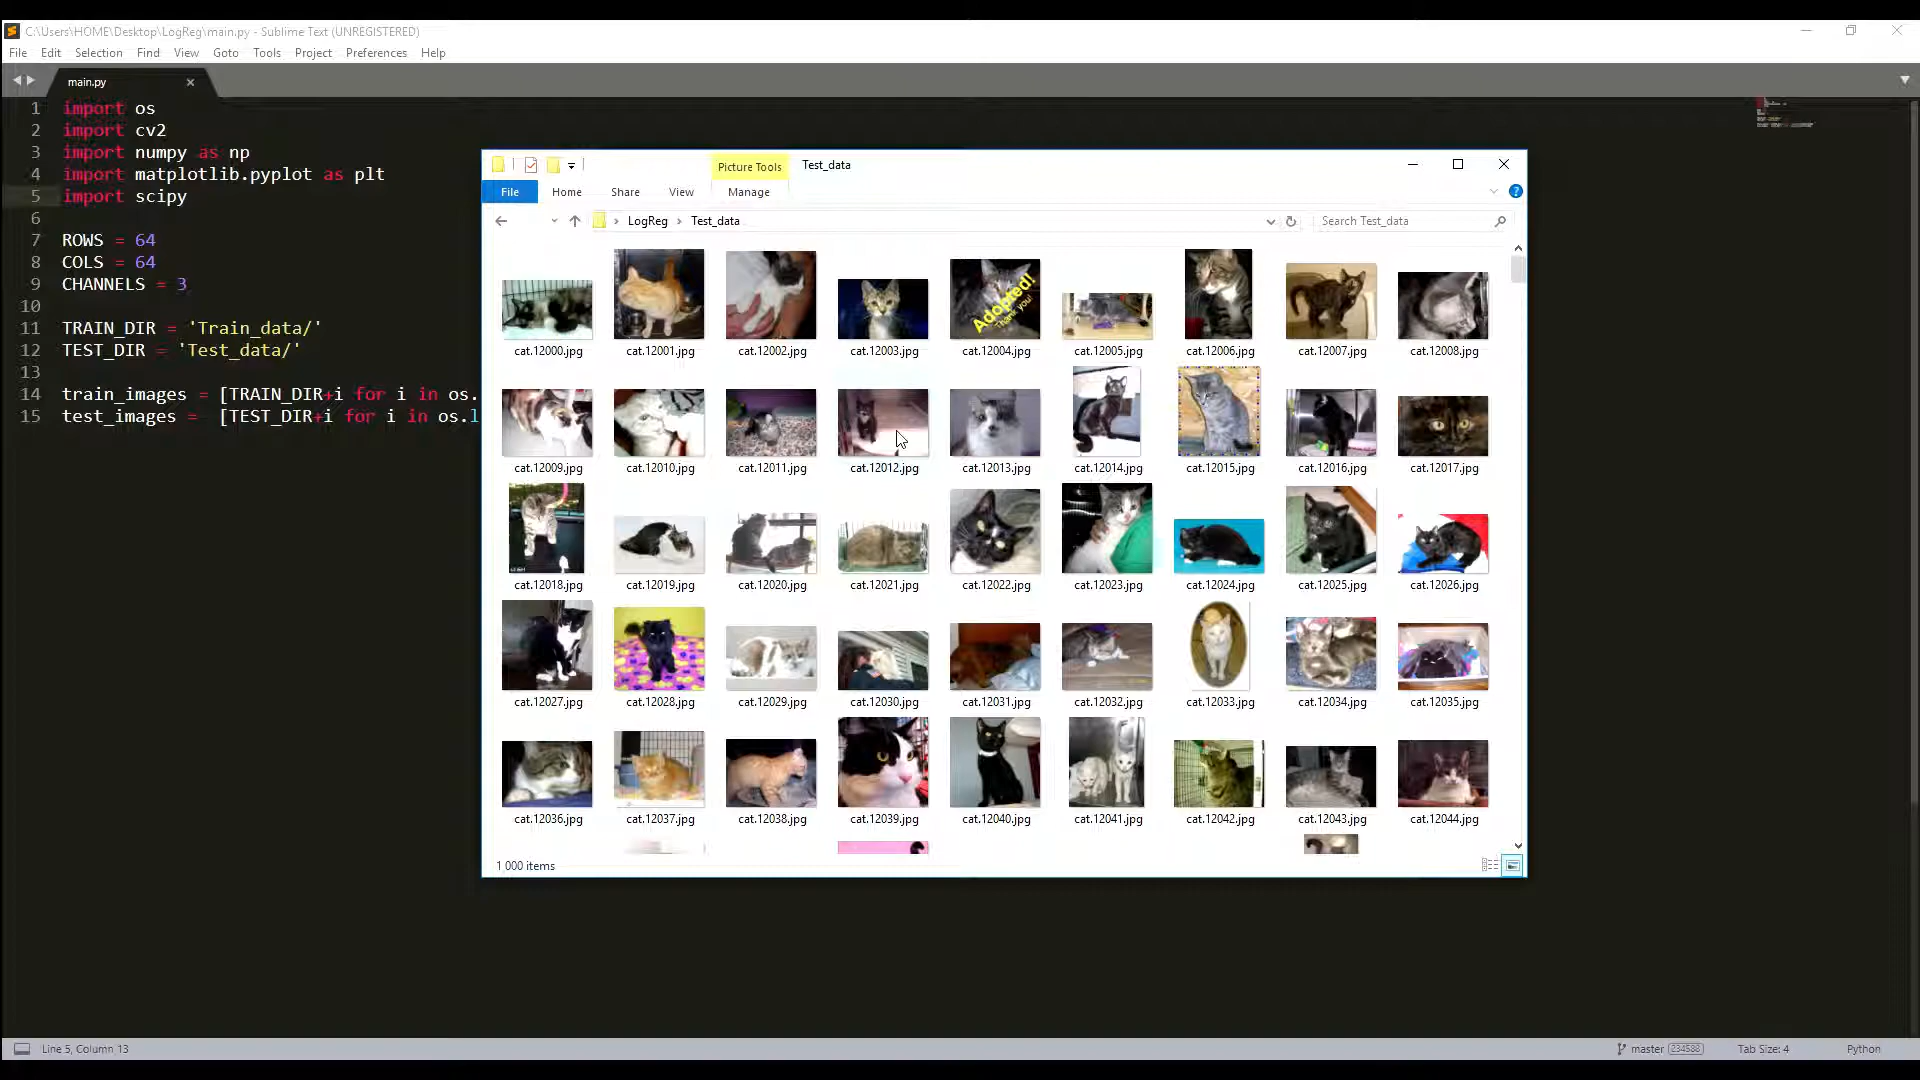 C:\Users\HOME\Desktop\LogReg\main.py - Sublime Text (UNREGISTERED)
File Edit Selection Find View Goto Tools Project Preferences Help
main.py
1 import os
2 import cv2
3 import numpy as np
4 import matplotlib.pyplot as plt
5 import scipy
6
7 ROWS = 64
8 COLS = 64
9 CHANNELS = 3
10
11 TRAIN_DIR = 'Train_data/'
12 TEST_DIR = 'Test_data/'
13
14 train_images = [TRAIN_DIR+i for i in os.
15 test_images = [TEST_DIR+i for i in os.l
Picture Tools Test_data
File Home Share View Manage
LogReg Test_data Search Test_data
Adopted!
Thank you!
cat.12000.jpg cat.12001.jpg cat.12002.jpg cat.12003.jpg cat.12004.jpg cat.12005.jpg cat.12006.jpg cat.12007.jpg cat.12008.jpg
cat.12009.jpg cat.12010.jpg cat.12011.jpg cat.12012.jpg cat.12013.jpg cat.12014.jpg cat.12015.jpg cat.12016.jpg cat.12017.jpg
cat.12018.jpg cat.12019.jpg cat.12020.jpg cat.12021.jpg cat.12022.jpg cat.12023.jpg cat.12024.jpg cat.12025.jpg cat.12026.jpg
cat.12027.jpg cat.12028.jpg cat.12029.jpg cat.12030.jpg cat.12031.jpg cat.12032.jpg cat.12033.jpg cat.12034.jpg cat.12035.jpg
cat.12036.jpg cat.12037.jpg cat.12038.jpg cat.12039.jpg cat.12040.jpg cat.12041.jpg cat.12042.jpg cat.12043.jpg cat.12044.jpg
1 000 items
Line 5, Column 13 master 234588 Tab Size: 4 Python